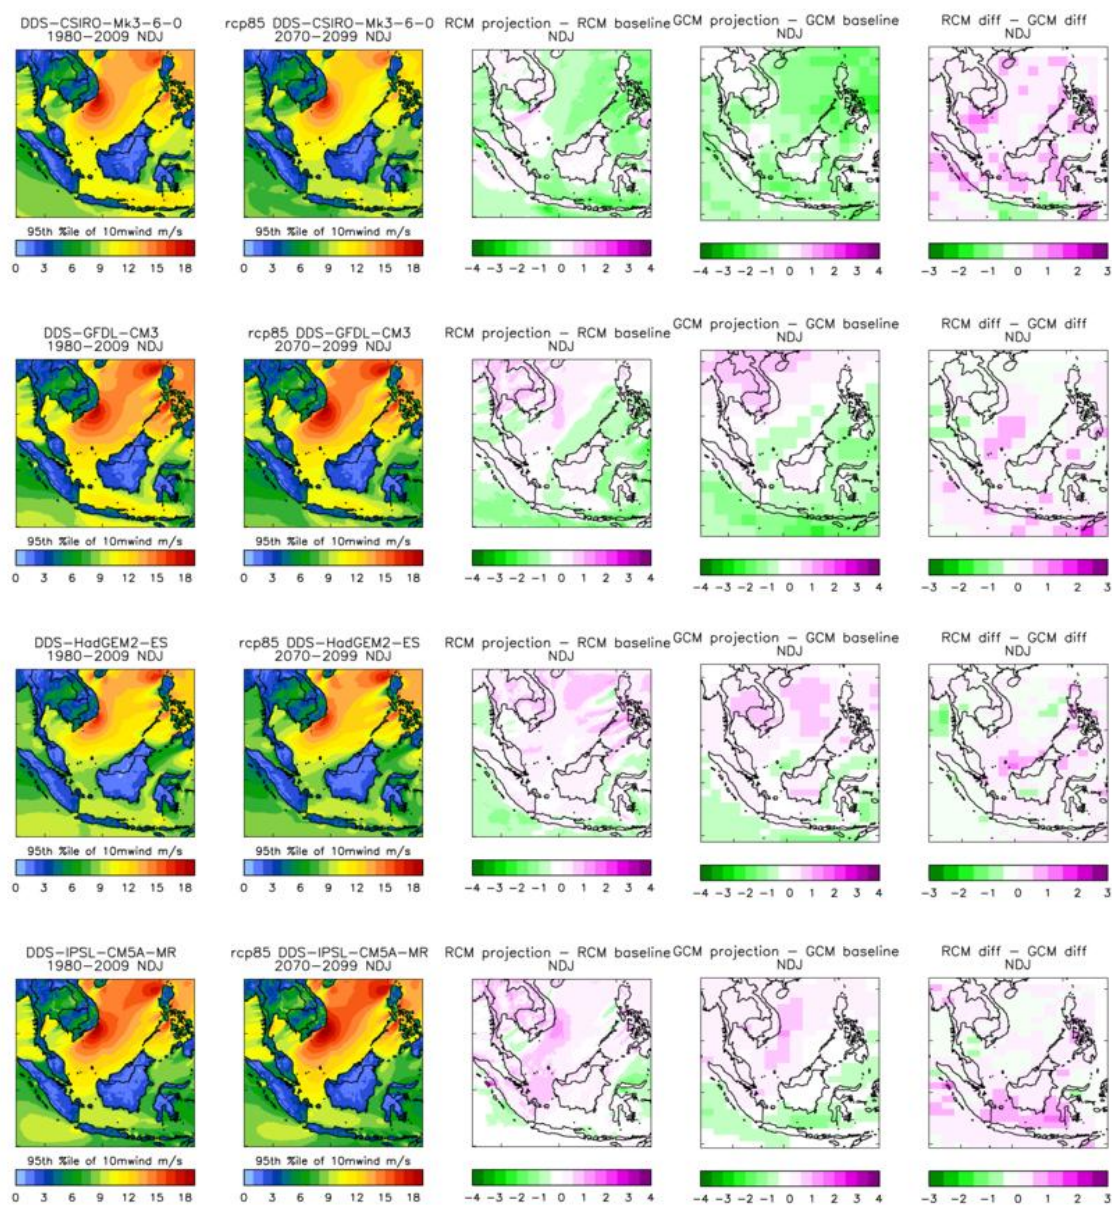 DDS-CSIRO-Mk3-6-0
1980-2009 NDJ
rcp85 DDS-CSIRO-Mk3-6-0
2070-2099 NDJ
RCM projection - RCM baseline
NDJ
GCM projection - GCM baseline
NDJ
RCM diff - GCM diff
NDJ
95th %ile of 10mwind m/s
0 3 6 9 12 15 18
95th %ile of 10mwind m/s
0 3 6 9 12 15 18
-4 -3 -2 -1 0 1 2 3 4
-4 -3 -2 -1 0 1 2 3 4
-3 -2 -1 0 1 2 3
DDS-GFDL-CM3
1980-2009 NDJ
rcp85 DDS-GFDL-CM3
2070-2099 NDJ
RCM projection - RCM baseline
NDJ
GCM projection - GCM baseline
NDJ
RCM diff - GCM diff
NDJ
95th %ile of 10mwind m/s
0 3 6 9 12 15 18
95th %ile of 10mwind m/s
0 3 6 9 12 15 18
-4 -3 -2 -1 0 1 2 3 4
-4 -3 -2 -1 0 1 2 3 4
-3 -2 -1 0 1 2 3
DDS-HadGEM2-ES
1980-2009 NDJ
rcp85 DDS-HadGEM2-ES
2070-2099 NDJ
RCM projection - RCM baseline
NDJ
GCM projection - GCM baseline
NDJ
RCM diff - GCM diff
NDJ
95th %ile of 10mwind m/s
0 3 6 9 12 15 18
95th %ile of 10mwind m/s
0 3 6 9 12 15 18
-4 -3 -2 -1 0 1 2 3 4
-4 -3 -2 -1 0 1 2 3 4
-3 -2 -1 0 1 2 3
DDS-IPSL-CM5A-MR
1980-2009 NDJ
rcp85 DDS-IPSL-CM5A-MR
2070-2099 NDJ
RCM projection - RCM baseline
NDJ
GCM projection - GCM baseline
NDJ
RCM diff - GCM diff
NDJ
95th %ile of 10mwind m/s
0 3 6 9 12 15 18
95th %ile of 10mwind m/s
0 3 6 9 12 15 18
-4 -3 -2 -1 0 1 2 3 4
-4 -3 -2 -1 0 1 2 3 4
-3 -2 -1 0 1 2 3